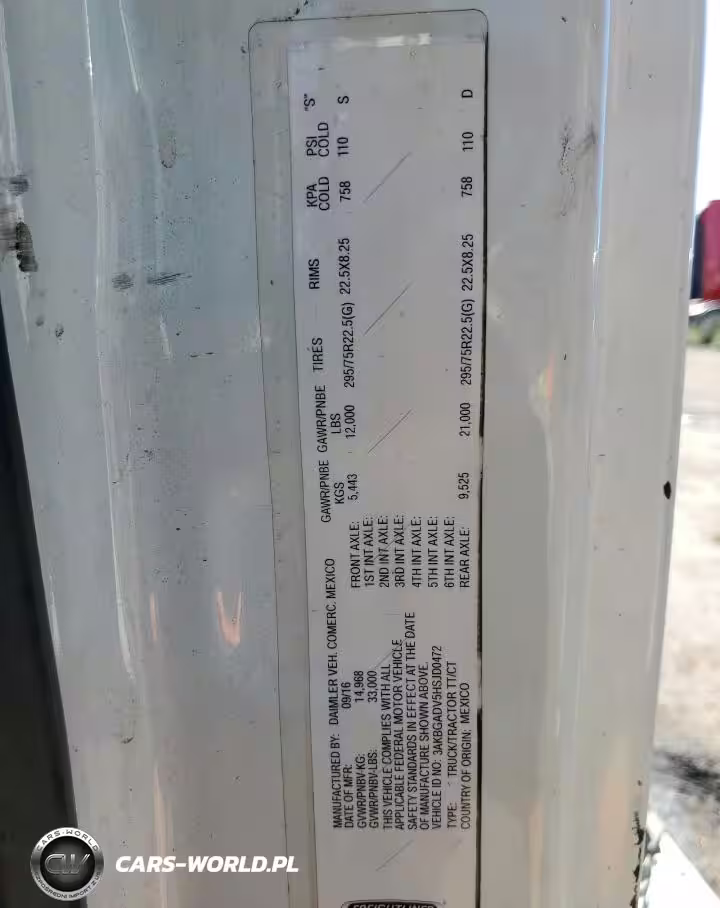 MANUFACTURED BY: DAIMLER VEH. COMERC. MEXICO
DATE OF MFR: 09/16
GVWR/PNBV-KG: 14,968
GVWR/PNBV-LBS: 33,000
THIS VEHICLE COMPLIES WITH ALL
APPLICABLE FEDERAL MOTOR VEHICLE
SAFETY STANDARDS IN EFFECT AT THE DATE
OF MANUFACTURE SHOWN ABOVE.
VEHICLE ID NO: 3AKBGADV5HSJD0472
TYPE: TRUCK/TRACTOR TT/CT
COUNTRY OF ORIGIN: MEXICO
GAWR/PNBE GAWR/PNBE TIRES RIMS KPA PSI "S"
KGS LBS COLD COLD
FRONT AXLE: 5,443 12,000 295/75R22.5(G) 22.5X8.25 758 110 S
1ST INT AXLE:
2ND INT AXLE:
3RD INT AXLE:
4TH INT AXLE:
5TH INT AXLE:
6TH INT AXLE:
REAR AXLE: 9,525 21,000 295/75R22.5(G) 22.5X8.25 758 110 D
FREIGHTLINER
CARS-WORLD
CW
CARS-WORLD.PL